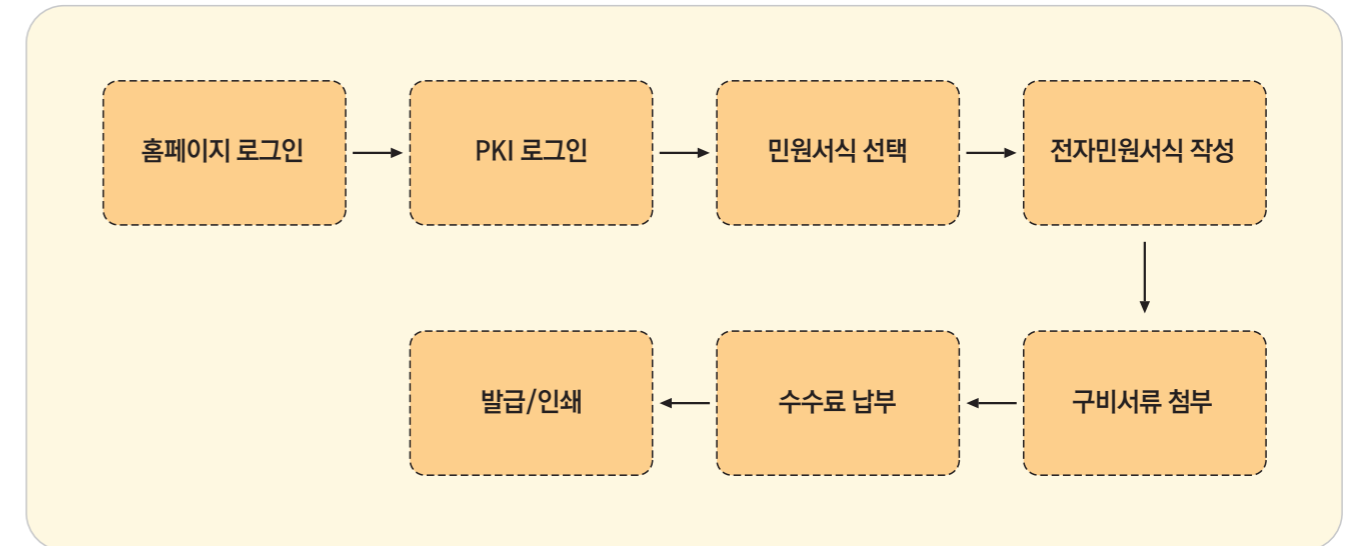 홈페이지 로그인
PKI 로그인
민원서식 선택
전자민원서식 작성
구비서류 첨부
수수료 납부
발급/인쇄